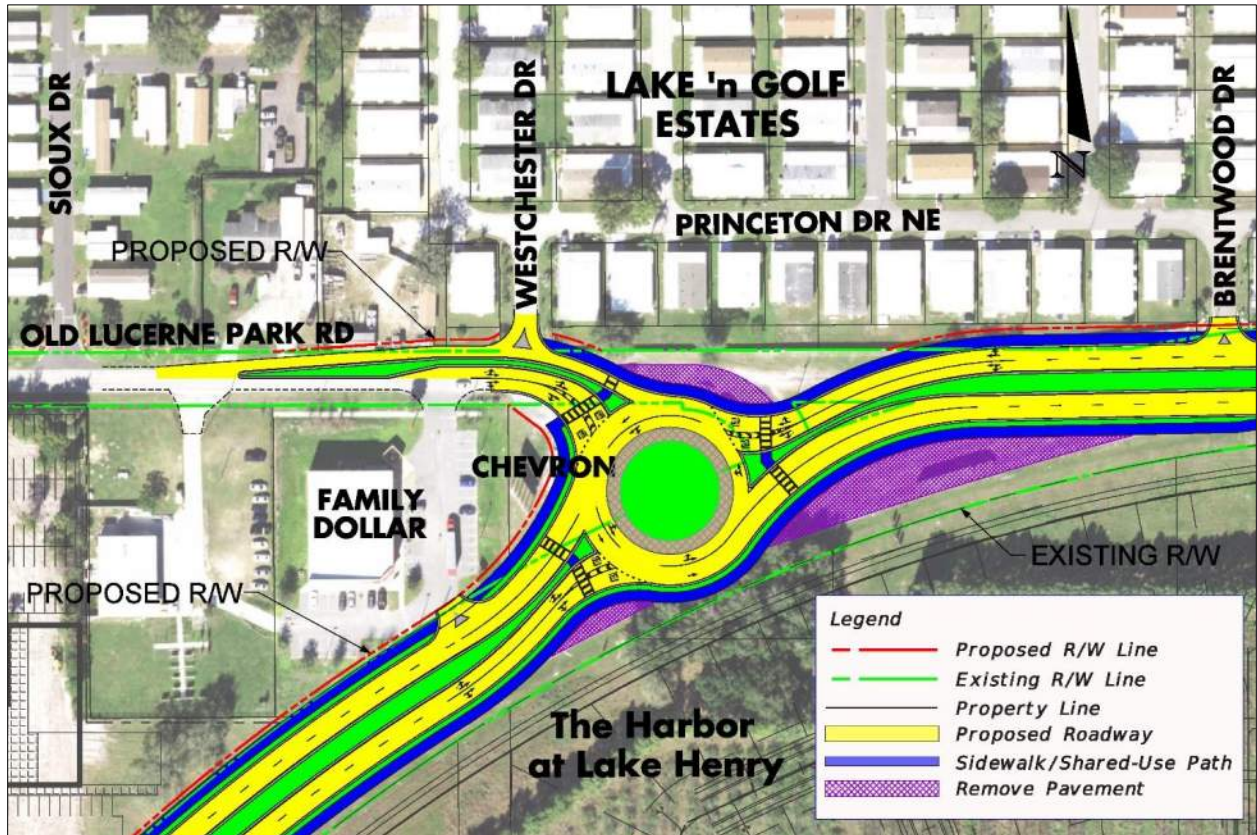 SIOUX DR
WESTCHESTER DR
LAKE 'n GOLF
ESTATES
N
BRENTWOOD DR
PRINCETON DR NE
PROPOSED R/W
OLD LUCERNE PARK RD
CHEVRON
FAMILY
DOLLAR
EXISTING R/W
PROPOSED R/W
The Harbor
at Lake Henry
Legend
Proposed R/W Line
Existing R/W Line
Property Line
Proposed Roadway
Sidewalk/Shared-Use Path
Remove Pavement